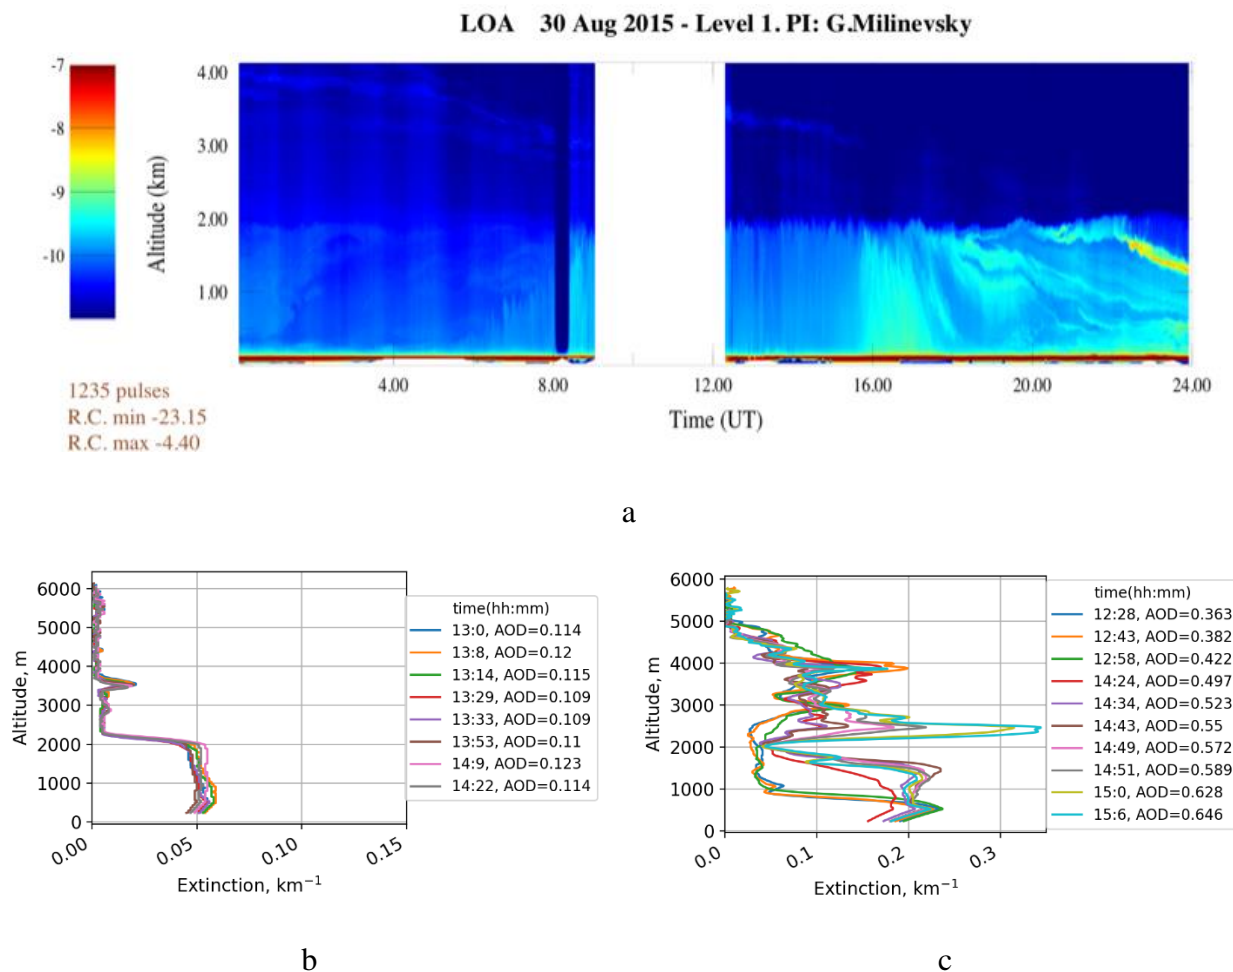 LOA 30 Aug 2015 - Level 1. PI: G.Milinevsky
-7
-8
-9
-10
Altitude (km)
4.00
3.00
2.00
1.00
4.00 8.00 12.00 16.00 20.00 24.00
Time (UT)
1235 pulses
R.C. min -23.15
R.C. max -4.40
a
Altitude, m
6000
5000
4000
3000
2000
1000
0
0.00 0.05 0.10 0.15
Extinction, km⁻¹
time(hh:mm)
13:0, AOD=0.114
13:8, AOD=0.12
13:14, AOD=0.115
13:29, AOD=0.109
13:33, AOD=0.109
13:53, AOD=0.11
14:9, AOD=0.123
14:22, AOD=0.114
b
Altitude, m
6000
5000
4000
3000
2000
1000
0
0.0 0.1 0.2 0.3
Extinction, km⁻¹
time(hh:mm)
12:28, AOD=0.363
12:43, AOD=0.382
12:58, AOD=0.422
14:24, AOD=0.497
14:34, AOD=0.523
14:43, AOD=0.55
14:49, AOD=0.572
14:51, AOD=0.589
15:0, AOD=0.628
15:6, AOD=0.646
c